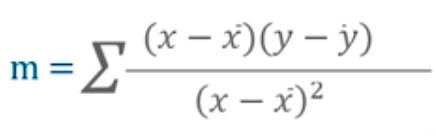 m = ∑ (x − ẋ)(y − ẏ) / (x − ẋ)²